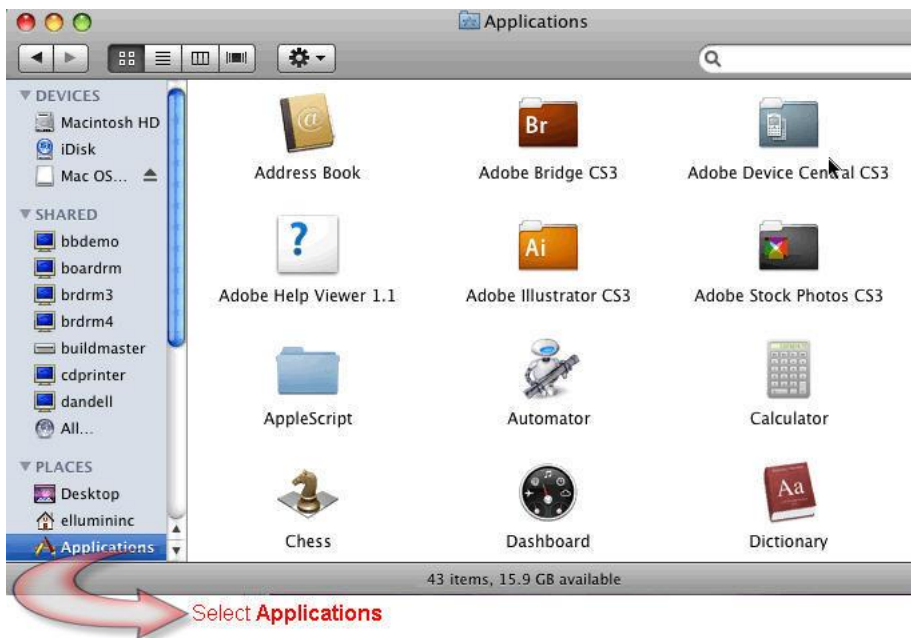 Applications
DEVICES
Macintosh HD
iDisk
Mac OS...
SHARED
bbdemo
boardrm
brdrm3
brdrm4
buildmaster
cdprinter
dandell
All...
PLACES
Desktop
ellumininc
Applications
@
Address Book
Br
Adobe Bridge CS3
Adobe Device Central CS3
?
Adobe Help Viewer 1.1
Ai
Adobe Illustrator CS3
Adobe Stock Photos CS3
AppleScript
Automator
Calculator
Chess
Dashboard
Aa
Dictionary
43 items, 15.9 GB available
Select Applications